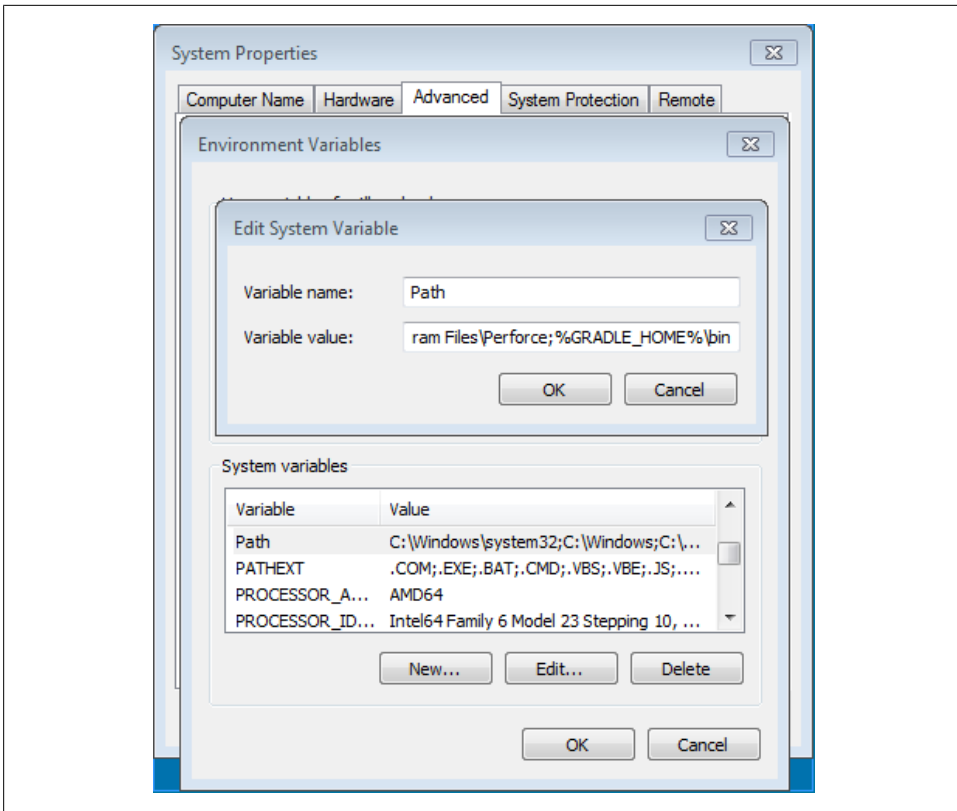 System Properties
Computer Name Hardware Advanced System Protection Remote
Environment Variables
Edit System Variable
Variable name: Path
Variable value: ram Files\Perforce;%GRADLE_HOME%\bin
OK Cancel
System variables
Variable Value
Path C:\Windows\system32;C:\Windows;C:\...
PATHEXT .COM;.EXE;.BAT;.CMD;.VBS;.VBE;.JS;....
PROCESSOR_A... AMD64
PROCESSOR_ID... Intel64 Family 6 Model 23 Stepping 10, ...
New... Edit... Delete
OK Cancel